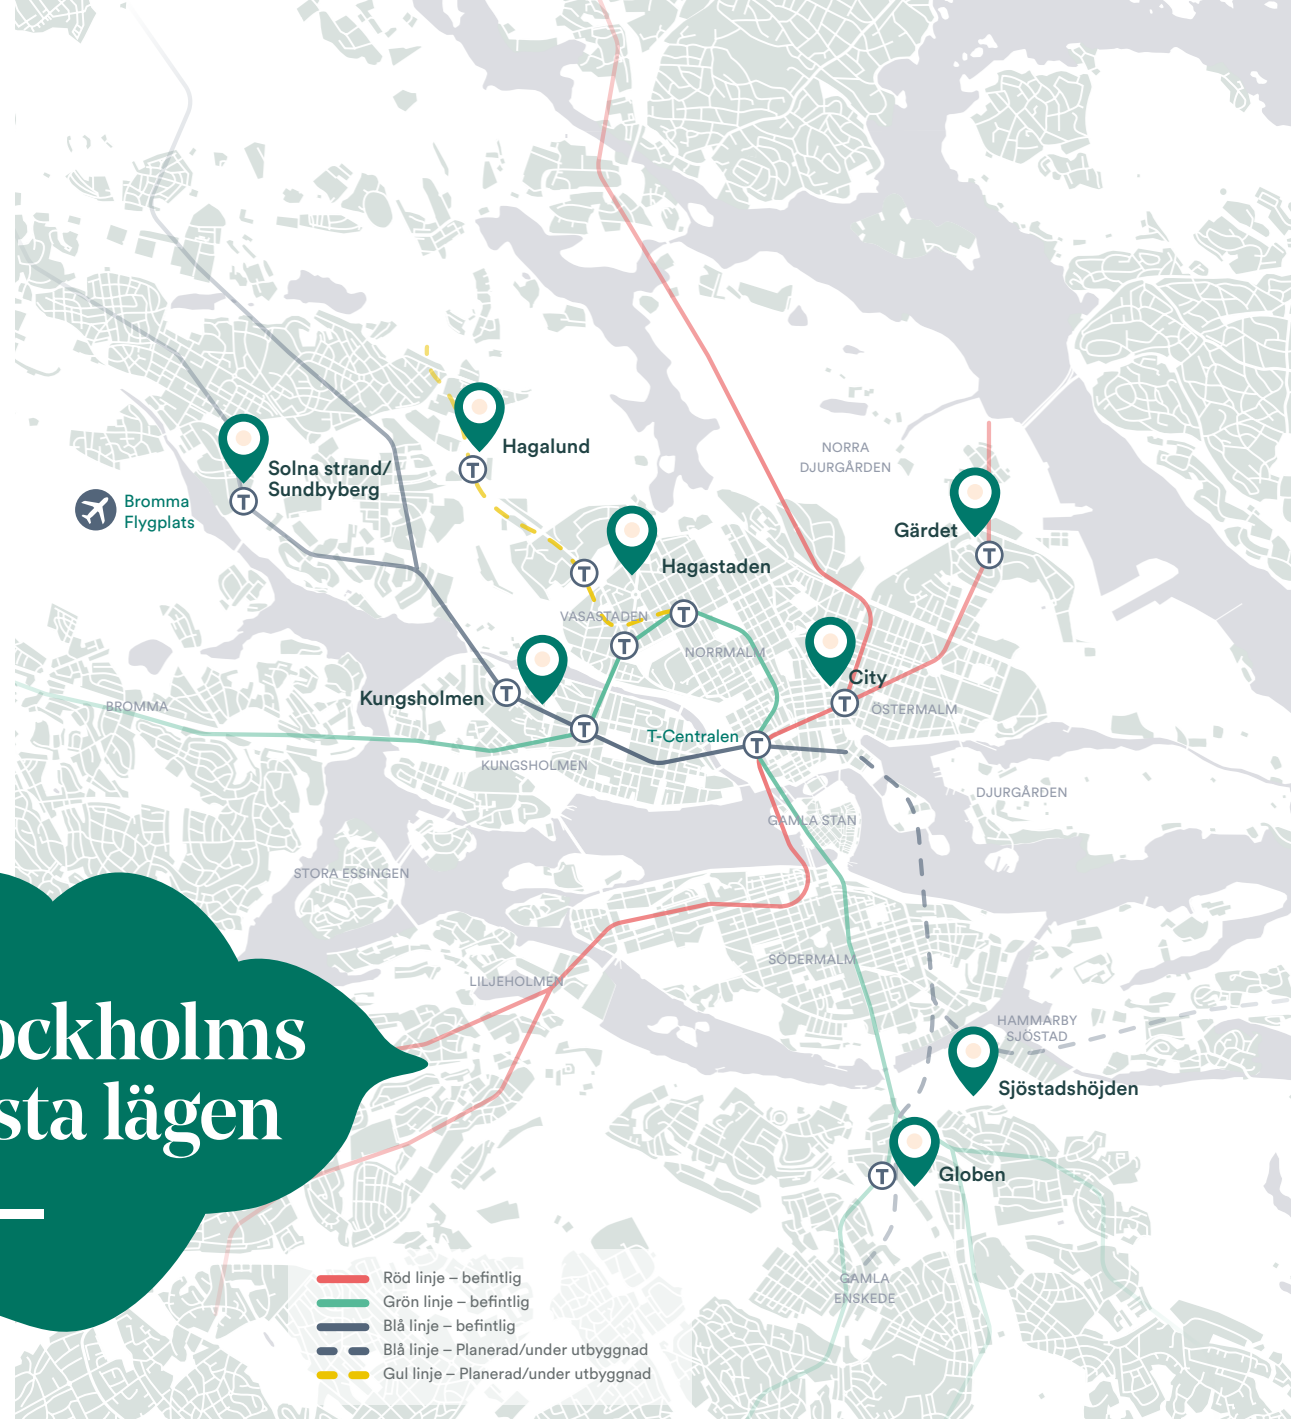 Hagalund
Solna strand/
Sundbyberg
Bromma
Flygplats
NORRA
DJURGÅRDEN
Gärdet
Hagastaden
VASASTADEN
NORRMALM
City
ÖSTERMALM
Kungsholmen
BROMMA
T-Centralen
KUNGSHOLMEN
DJURGÅRDEN
GAMLA STAN
STORA ESSINGEN
SÖDERMALM
LILJEHOLMEN
HAMMARBY
SJÖSTAD
Sjöstadshöjden
Globen
GAMLA
ENSKEDE
ockholms
sta lägen
Röd linje – befintlig
Grön linje – befintlig
Blå linje – befintlig
Blå linje – Planerad/under utbyggnad
Gul linje – Planerad/under utbyggnad
T
T
T
T
T
T
T
T
T
T
T